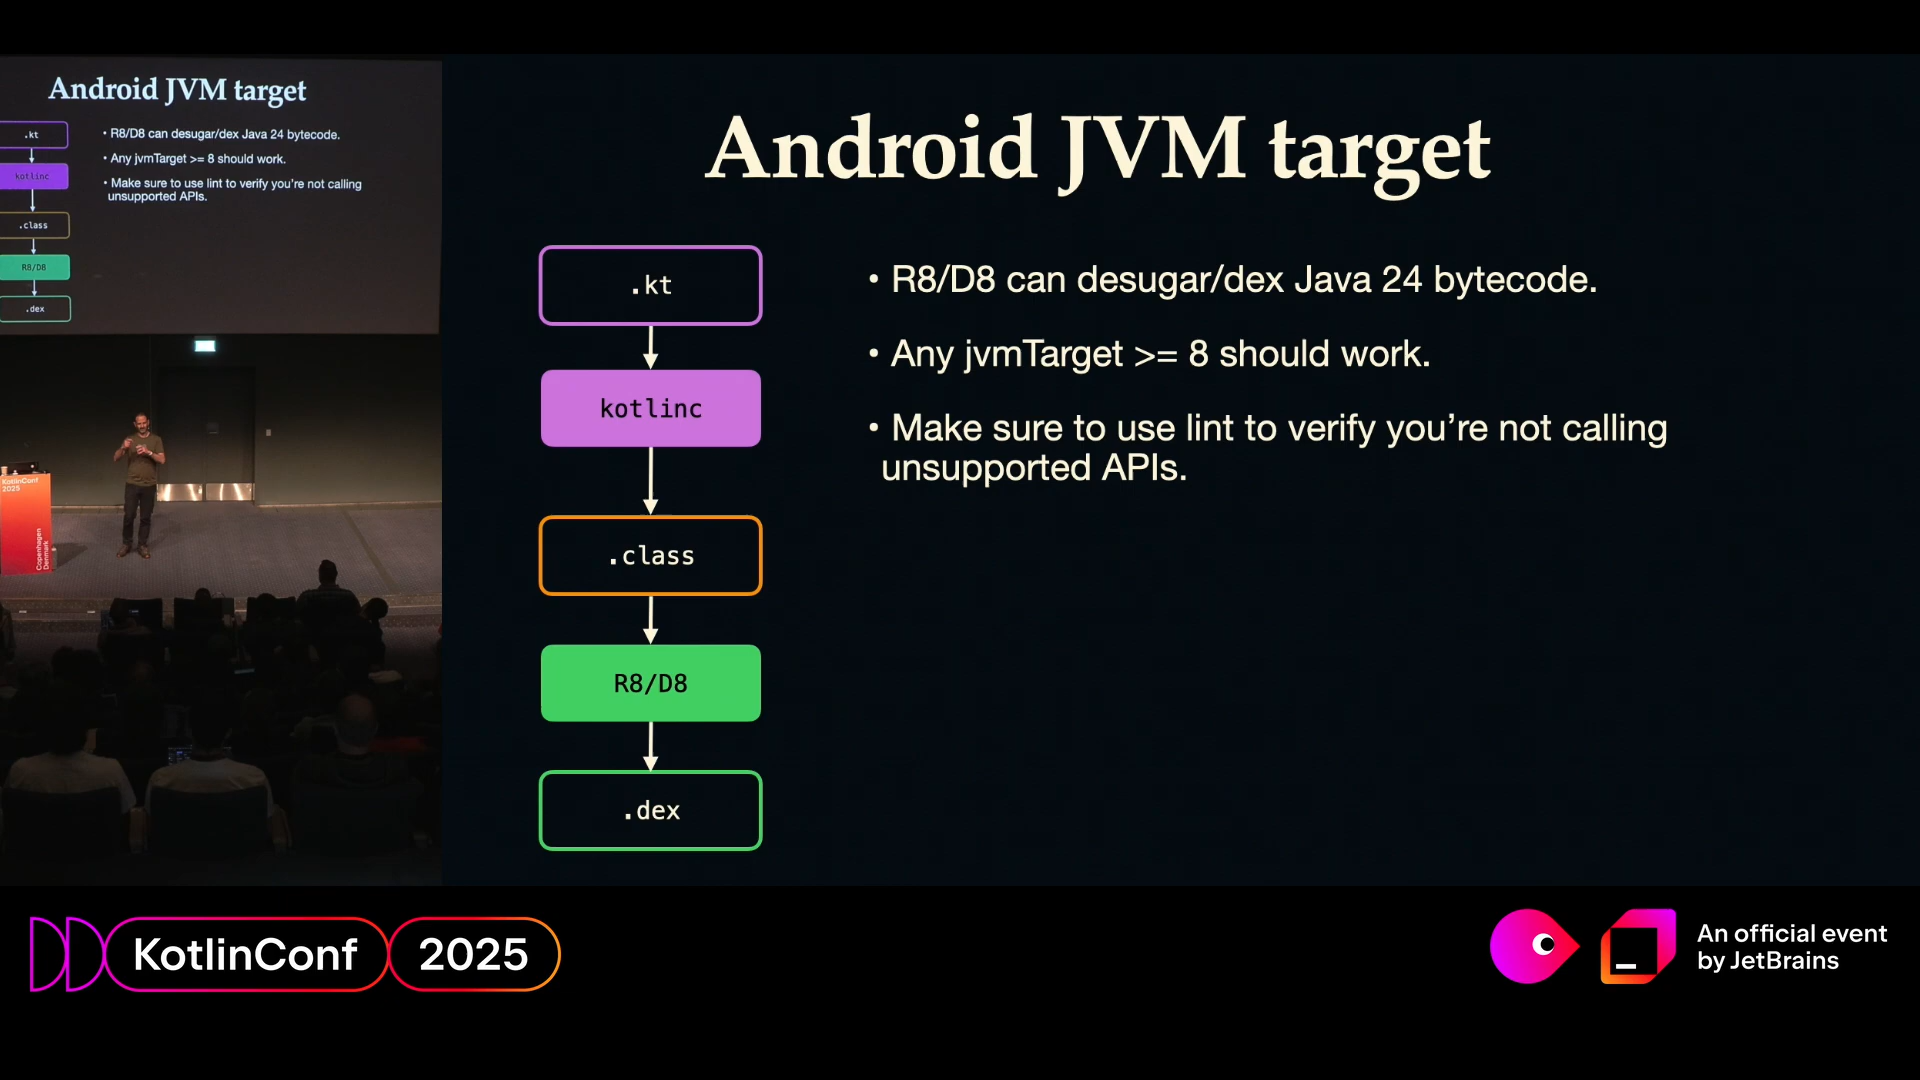 Android JVM target
.kt
kotlinc
.class
R8/D8
.dex
• R8/D8 can desugar/dex Java 24 bytecode.
• Any jvmTarget >= 8 should work.
• Make sure to use lint to verify you're not calling
unsupported APIs.
KotlinConf
2025
Copenhagen
Denmark
Android JVM target
.kt
kotlinc
.class
R8/D8
.dex
• R8/D8 can desugar/dex Java 24 bytecode.
• Any jvmTarget >= 8 should work.
• Make sure to use lint to verify you’re not calling
unsupported APIs.
KotlinConf 2025
An official event
by JetBrains